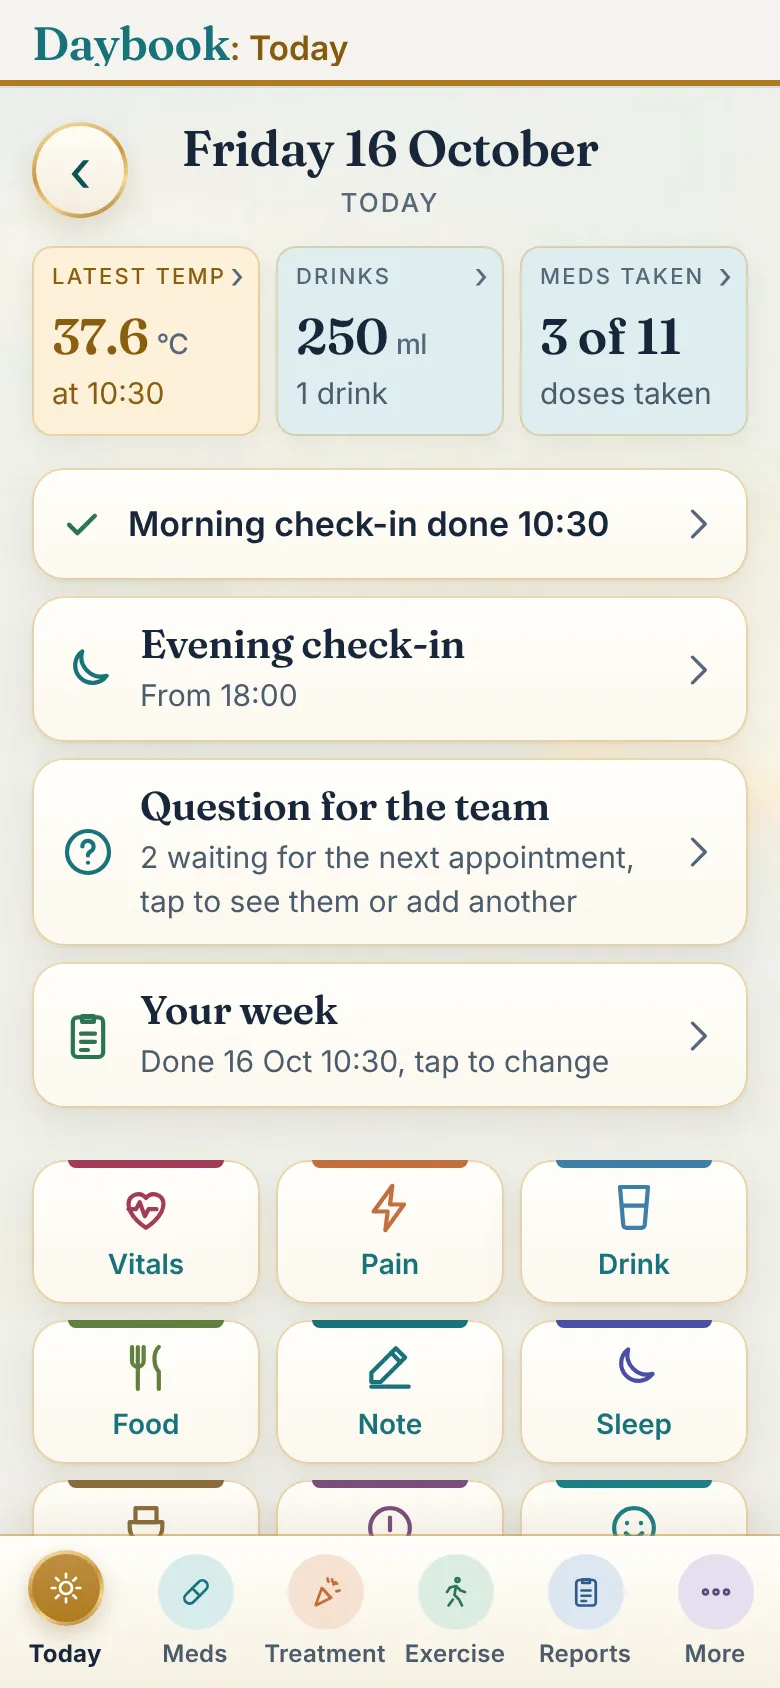 Daybook: Today
Friday 16 October
TODAY
LATEST TEMP
37.6 °C
at 10:30
DRINKS
250 ml
1 drink
MEDS TAKEN
3 of 11
doses taken
Morning check-in done 10:30
Evening check-in
From 18:00
Question for the team
2 waiting for the next appointment,
tap to see them or add another
Your week
Done 16 Oct 10:30, tap to change
Vitals
Pain
Drink
Food
Note
Sleep
Today
Meds
Treatment
Exercise
Reports
More